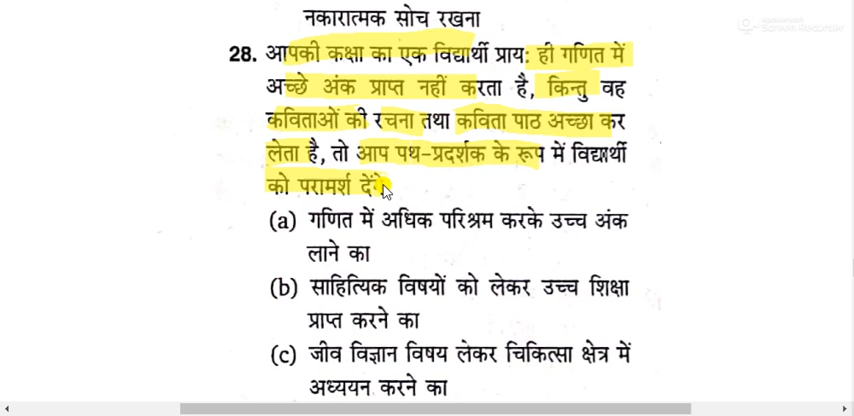 नकारात्मक सोच रखना
28. आपकी कक्षा का एक विद्यार्थी प्राय: ही गणित में
अच्छे अंक प्राप्त नहीं करता है, किन्तु वह
कविताओं की रचना तथा कविता पाठ अच्छा कर
लेता है, तो आप पथ-प्रदर्शक के रूप में विद्यार्थी
को परामर्श देंगे
(a) गणित में अधिक परिश्रम करके उच्च अंक
लाने का
(b) साहित्यिक विषयों को लेकर उच्च शिक्षा
प्राप्त करने का
(c) जीव विज्ञान विषय लेकर चिकित्सा क्षेत्र में
अध्ययन करने का